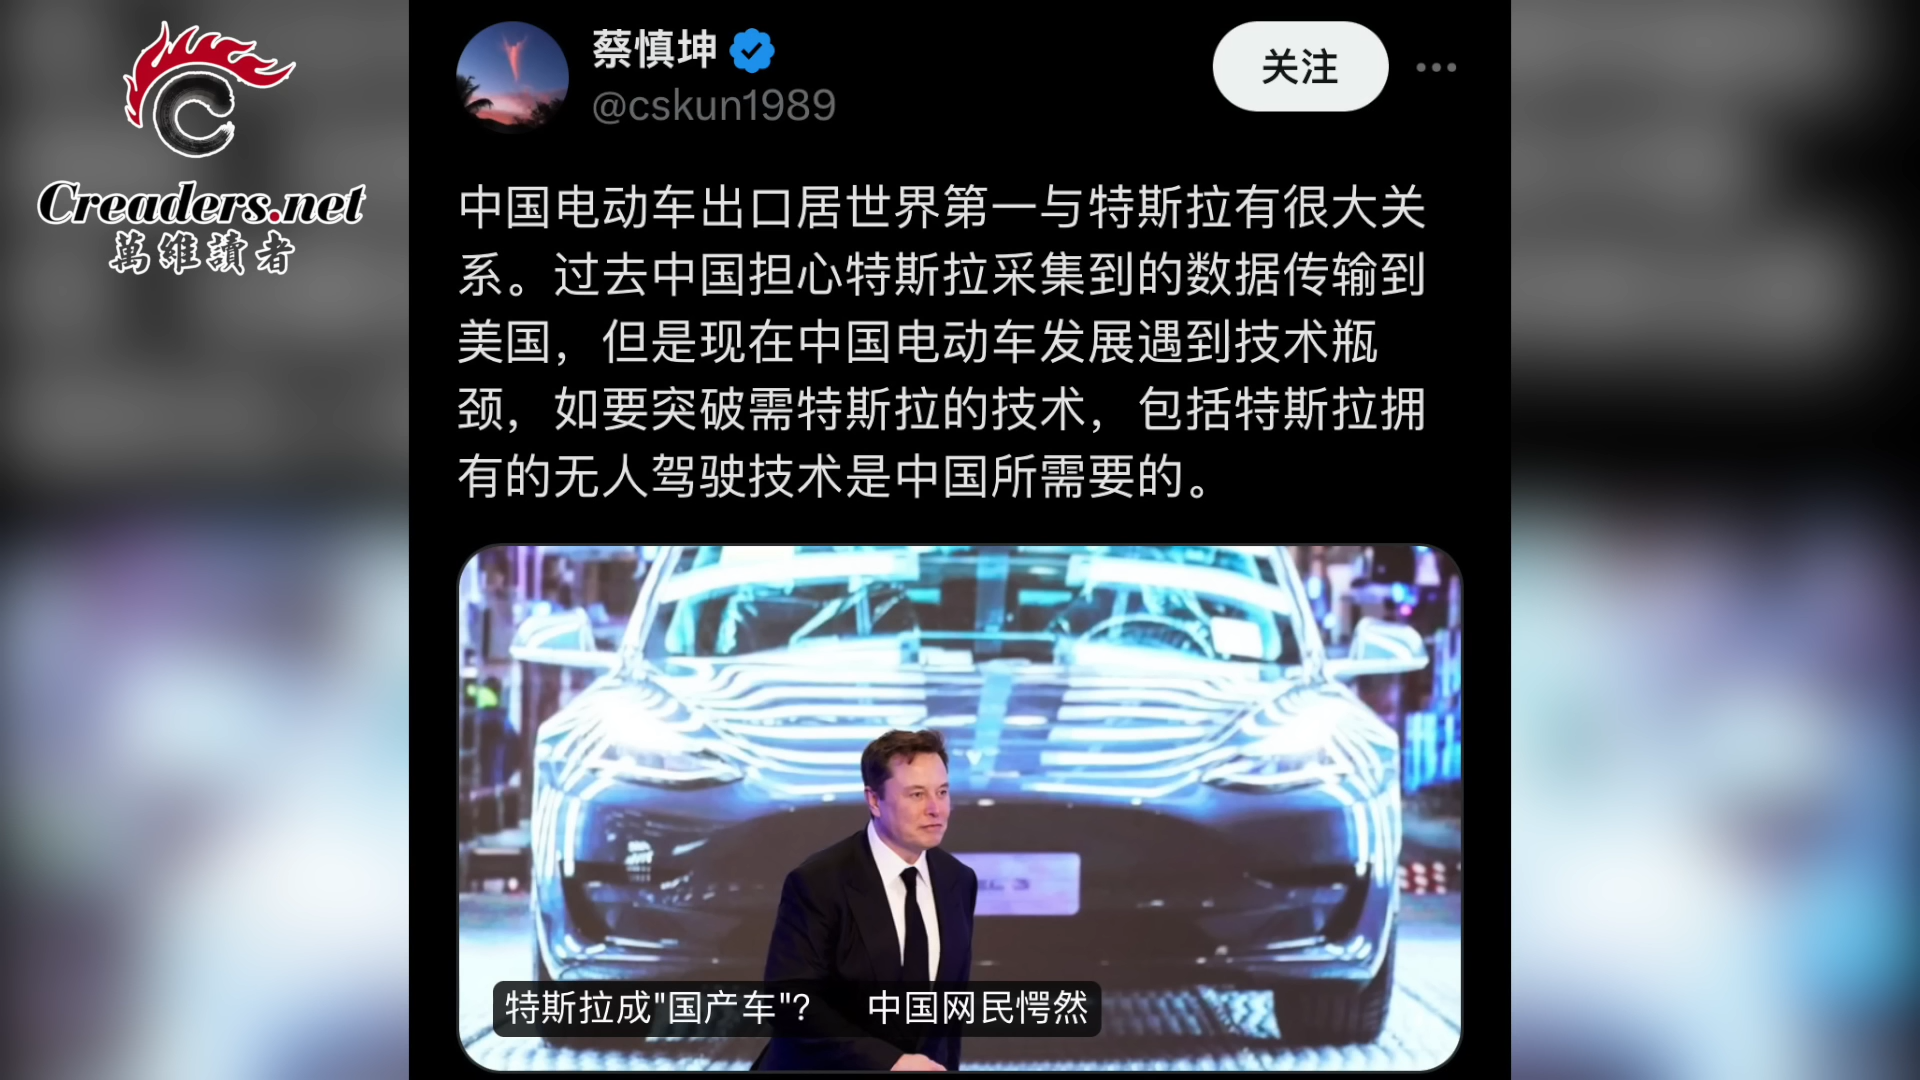 Creaders.net
萬維讀者
蔡慎坤
@cskun1989
关注
中国电动车出口居世界第一与特斯拉有很大关
系。过去中国担心特斯拉采集到的数据传输到
美国，但是现在中国电动车发展遇到技术瓶
颈，如要突破需特斯拉的技术，包括特斯拉拥
有的无人驾驶技术是中国所需要的。
特斯拉成"国产车"？ 中国网民愕然